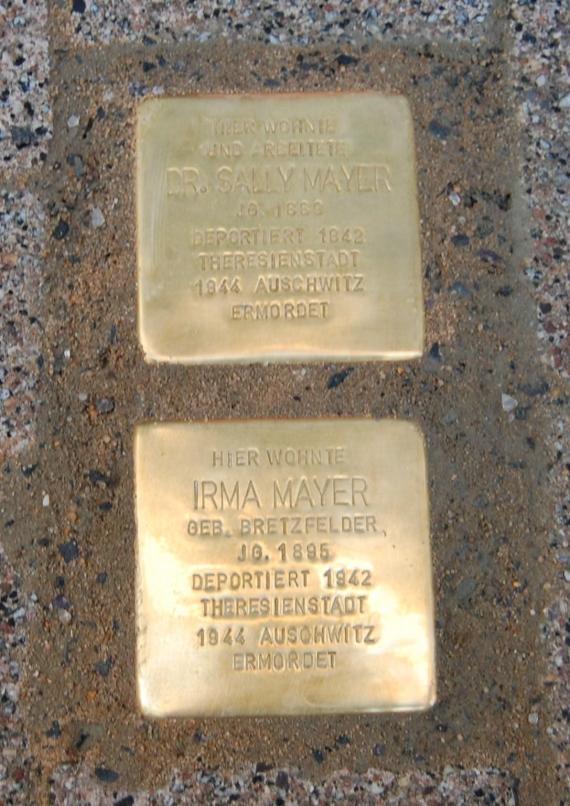 HIER WOHNTE
UND ARBEITETE
DR. SALLY MAYER
JG. 1889
DEPORTIERT 1942
THERESIENSTADT
1944 AUSCHWITZ
ERMORDET
HIER WOHNTE
IRMA MAYER
GEB. BRETZFELDER
JG. 1895
DEPORTIERT 1942
THERESIENSTADT
1944 AUSCHWITZ
ERMORDET